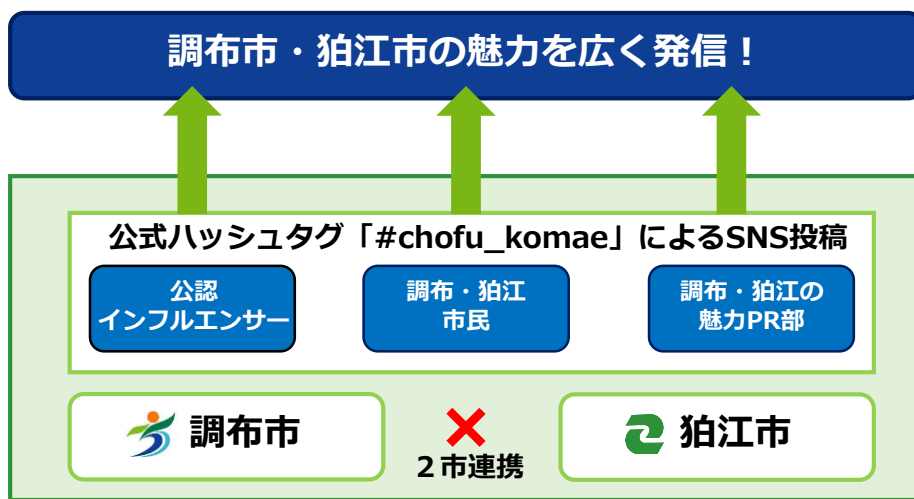 調布市・狛江市の魅力を広く発信！
公式ハッシュタグ「#chofu_komae」によるSNS投稿
公認
インフルエンサー
調布・狛江
市民
調布・狛江の
魅力PR部
調布市
２市連携
狛江市